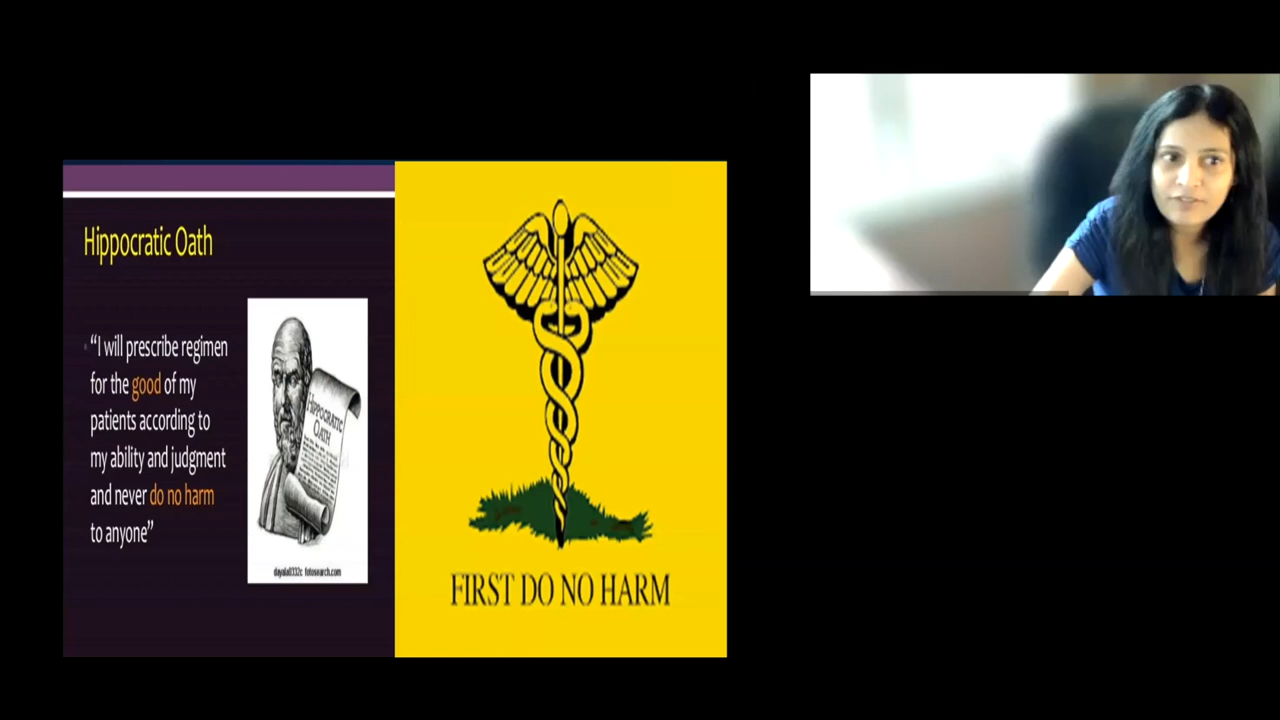 Hippocratic Oath
“I will prescribe regimen
for the good of my
patients according to
my ability and judgment
and never do no harm
to anyone”
HIPPOCRATIC
OATH
fotosearch.com
FIRST DO NO HARM